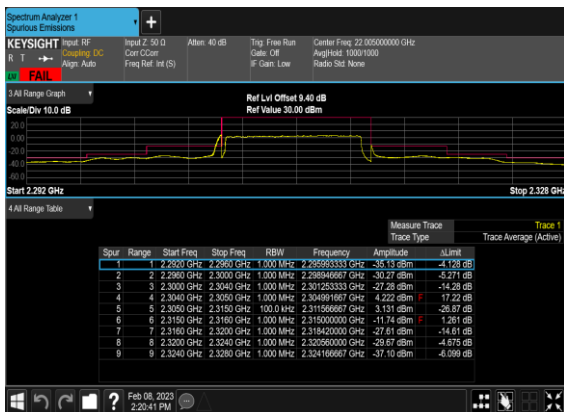 Spectrum Analyzer 1
Spurious Emissions
KEYSIGHT Input: RF Input Z: 50 Ω Atten: 40 dB Trig: Free Run Center Freq: 22.005000000 GHz
R T Coupling: DC Corr CCorr Gate: Off Avg|Hold: 1000/1000
Align: Auto Freq Ref: Int (S) IF Gain: Low Radio Std: None
FAIL
3.All Range Graph
Ref Lvl Offset 9.40 dB
Scale/Div 10.0 dB Ref Value 30.00 dBm
20.0
0.00
-20.0
-40.0
-60.0
Start 2.292 GHz Stop 2.328 GHz
4.All Range Table
Measure Trace Trace 1
Trace Type Trace Average (Active)
Spur Range Start Freq Stop Freq RBW Frequency Amplitude ΔLimit
1 1 2.2920 GHz 2.2960 GHz 1.000 MHz 2.295993333 GHz -35.13 dBm -4.128 dB
2 2 2.2960 GHz 2.3000 GHz 1.000 MHz 2.298946667 GHz -30.27 dBm -5.271 dB
3 3 2.3000 GHz 2.3040 GHz 1.000 MHz 2.301253333 GHz -27.28 dBm -14.28 dB
4 4 2.3040 GHz 2.3050 GHz 1.000 MHz 2.304991667 GHz 4.222 dBm F 17.22 dB
5 5 2.3050 GHz 2.3150 GHz 100.0 kHz 2.311566667 GHz 3.131 dBm -26.87 dB
6 6 2.3150 GHz 2.3160 GHz 1.000 MHz 2.315000000 GHz -11.74 dBm F 1.261 dB
7 7 2.3160 GHz 2.3200 GHz 1.000 MHz 2.318420000 GHz -27.61 dBm -14.61 dB
8 8 2.3200 GHz 2.3240 GHz 1.000 MHz 2.320560000 GHz -29.67 dBm -4.675 dB
9 9 2.3240 GHz 2.3280 GHz 1.000 MHz 2.324166667 GHz -37.10 dBm -6.099 dB
Feb 08, 2023
2:20:41 PM